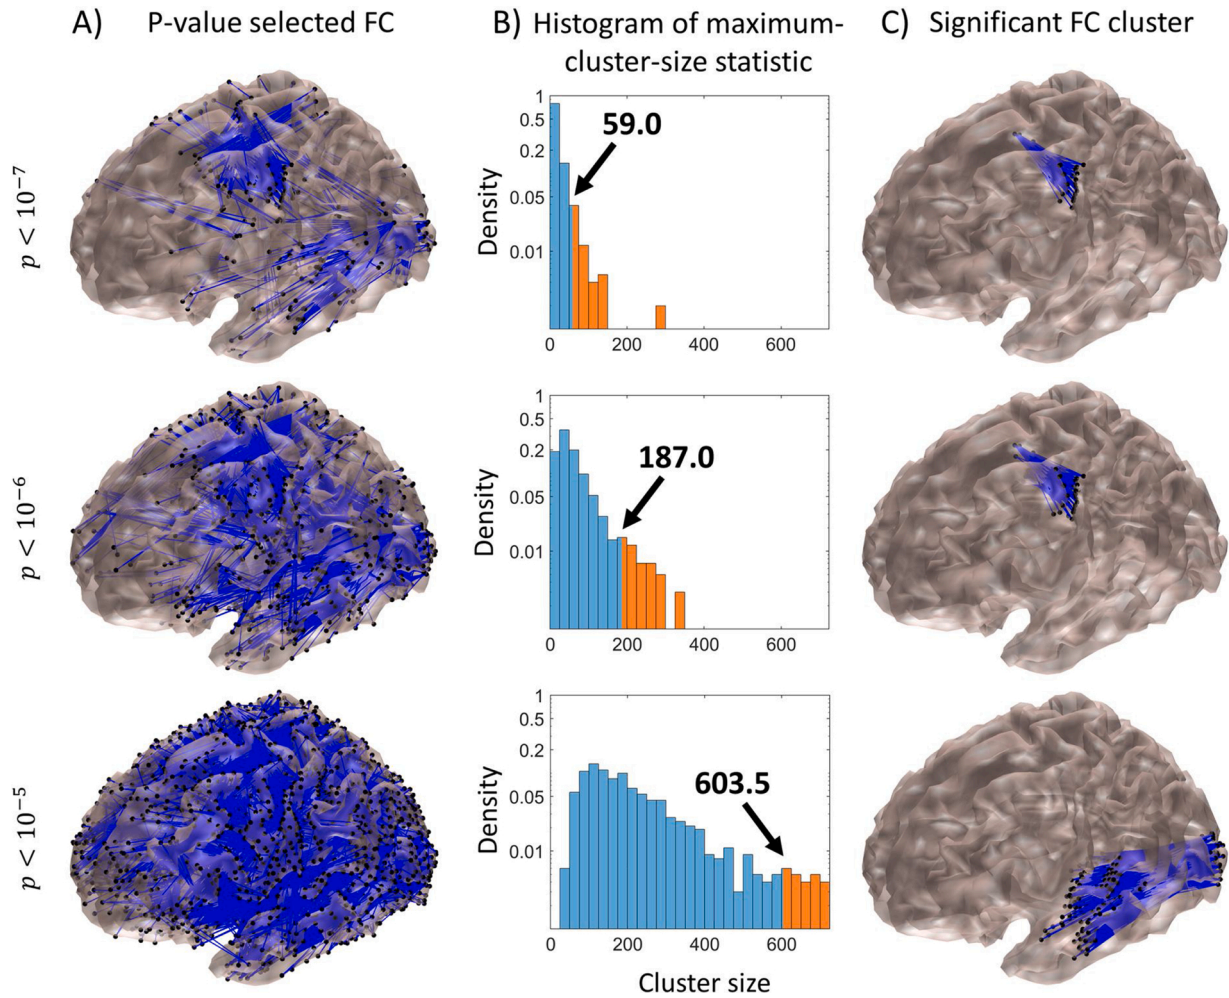 A) P-value selected FC
B) Histogram of maximum-
cluster-size statistic
C) Significant FC cluster
p < 10⁻⁷
Density
1
0.5
0.2
0.05
0.01
59.0
0 200 400 600
p < 10⁻⁶
Density
1
0.5
0.2
0.05
0.01
187.0
0 200 400 600
p < 10⁻⁵
Density
1
0.5
0.2
0.05
0.01
603.5
0 200 400 600
Cluster size